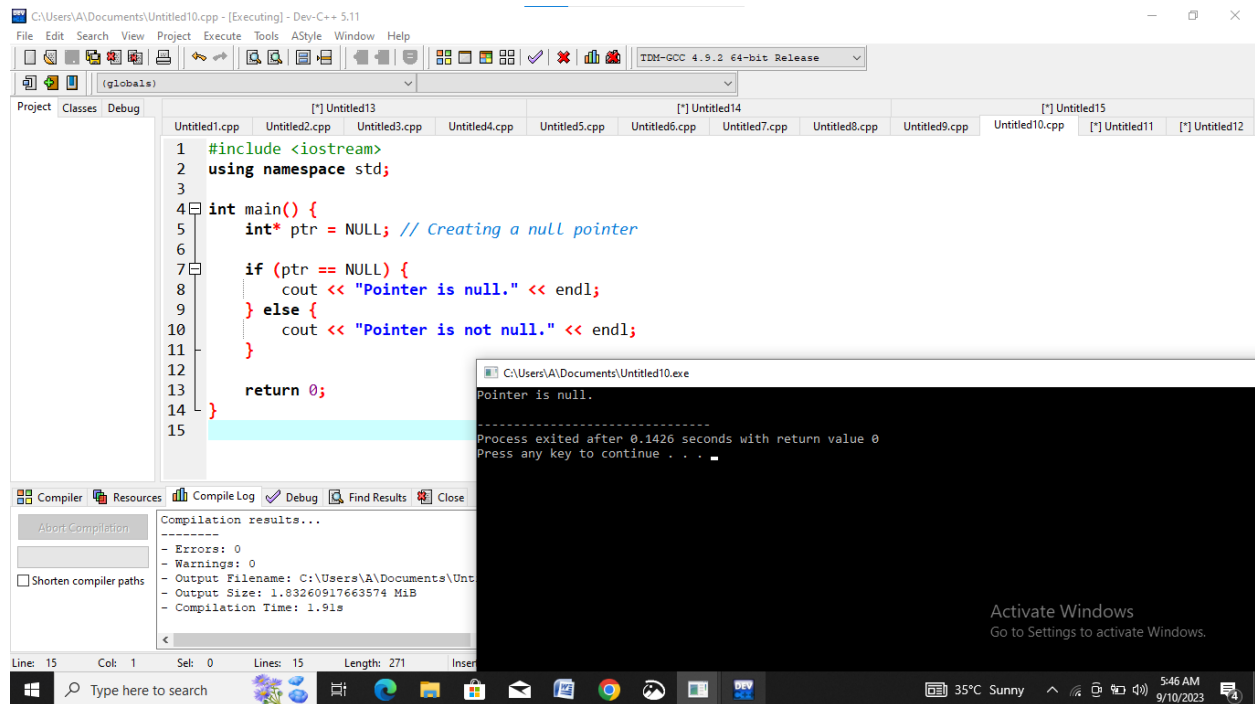 C:\Users\A\Documents\Untitled10.cpp - [Executing] - Dev-C++ 5.11
File Edit Search View Project Execute Tools AStyle Window Help
TDM-GCC 4.9.2 64-bit Release
(globals)
Project Classes Debug
[*] Untitled13 [*] Untitled14 [*] Untitled15
Untitled1.cpp Untitled2.cpp Untitled3.cpp Untitled4.cpp Untitled5.cpp Untitled6.cpp Untitled7.cpp Untitled8.cpp Untitled9.cpp Untitled10.cpp [*] Untitled11 [*] Untitled12
1 #include <iostream>
2 using namespace std;
3
4 int main() {
5 int* ptr = NULL; // Creating a null pointer
6
7 if (ptr == NULL) {
8 cout << "Pointer is null." << endl;
9 } else {
10 cout << "Pointer is not null." << endl;
11 }
12
13 return 0;
14 }
15
C:\Users\A\Documents\Untitled10.exe
Pointer is null.
--------------------------------
Process exited after 0.1426 seconds with return value 0
Press any key to continue . . .
Compiler Resources Compile Log Debug Find Results Close
Abort Compilation
Shorten compiler paths
Compilation results...
--------
- Errors: 0
- Warnings: 0
- Output Filename: C:\Users\A\Documents\Unt
- Output Size: 1.83260917663574 MiB
- Compilation Time: 1.91s
Activate Windows
Go to Settings to activate Windows.
Line: 15 Col: 1 Sel: 0 Lines: 15 Length: 271 Inser
Type here to search
DEV
35°C Sunny
5:46 AM
9/10/2023
4